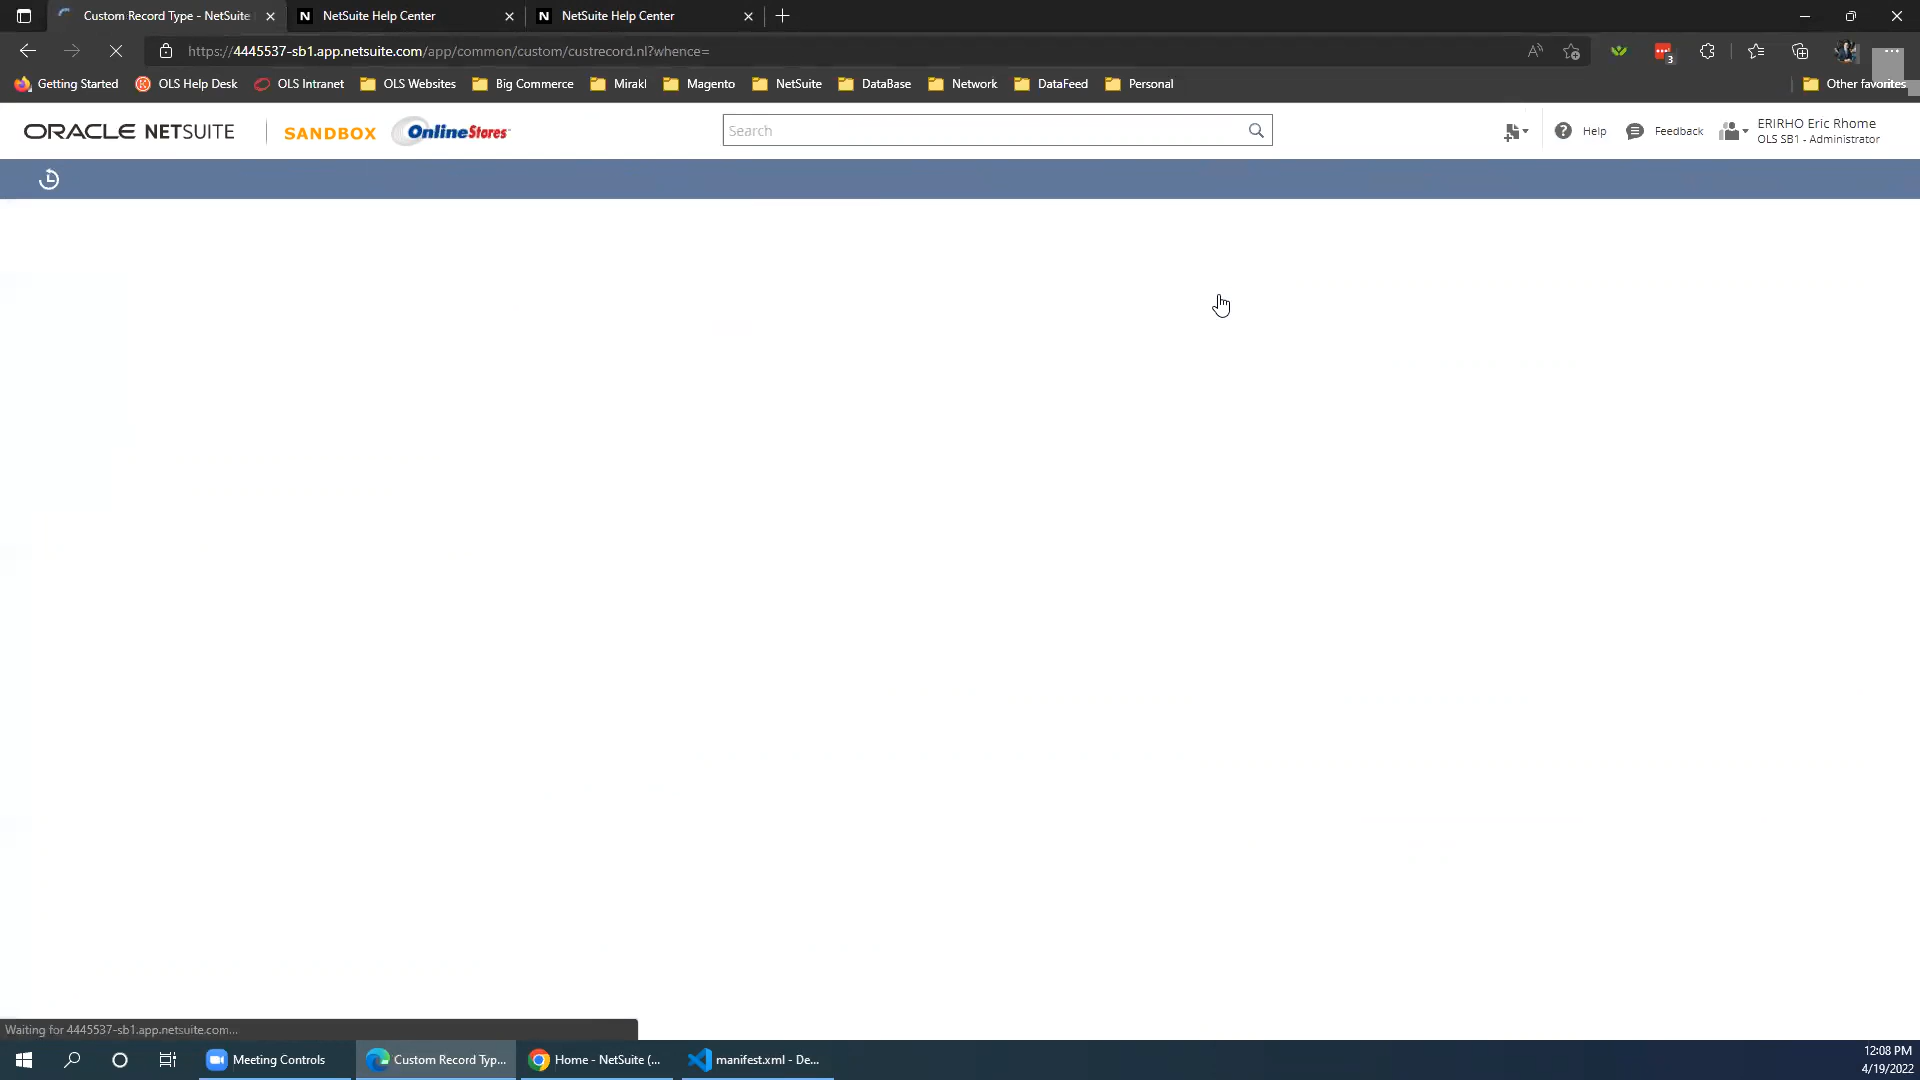 Custom Record Type - NetSuite
NetSuite Help Center
NetSuite Help Center
https://4445537-sb1.app.netsuite.com/app/common/custom/custrecord.nl?whence=
3
Getting Started
OLS Help Desk
OLS Intranet
OLS Websites
Big Commerce
Mirakl
Magento
NetSuite
DataBase
Network
DataFeed
Personal
Other favorites
ORACLE NETSUITE
SANDBOX
OnlineStores
Search
Help
Feedback
ERIRHO Eric Rhome
OLS SB1 - Administrator
Waiting for 4445537-sb1.app.netsuite.com...
Meeting Controls
Custom Record Typ...
Home - NetSuite (...
manifest.xml - De...
12:08 PM
4/19/2022